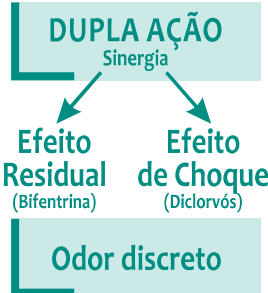 DUPLA AÇÃO
Sinergia
Efeito
Residual
(Bifentrina)
Efeito
de Choque
(Diclorvós)
Odor discreto